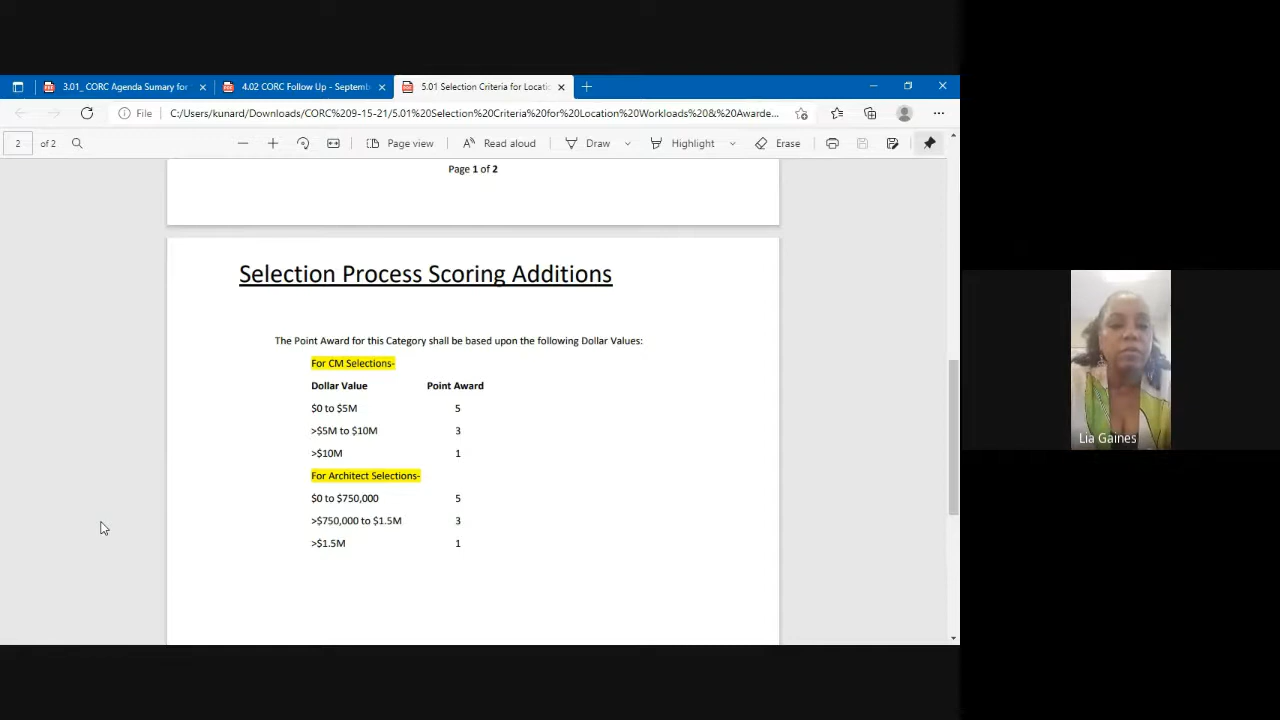 3.01_ CORC Agenda Sumary for
4.02 CORC Follow Up - Septemb
5.01 Selection Criteria for Locatio
File
C:/Users/kunard/Downloads/CORC%209-15-21/5.01%20Selection%20Criteria%20for%20Location%20Workloads%20&%20Awarde...
2 of 2
Page view
Read aloud
Draw
Highlight
Erase
Page 1 of 2
Selection Process Scoring Additions
The Point Award for this Category shall be based upon the following Dollar Values:
For CM Selections-
Dollar Value Point Award
$0 to $5M 5
>$5M to $10M 3
>$10M 1
For Architect Selections-
$0 to $750,000 5
>$750,000 to $1.5M 3
>$1.5M 1
Lia Gaines